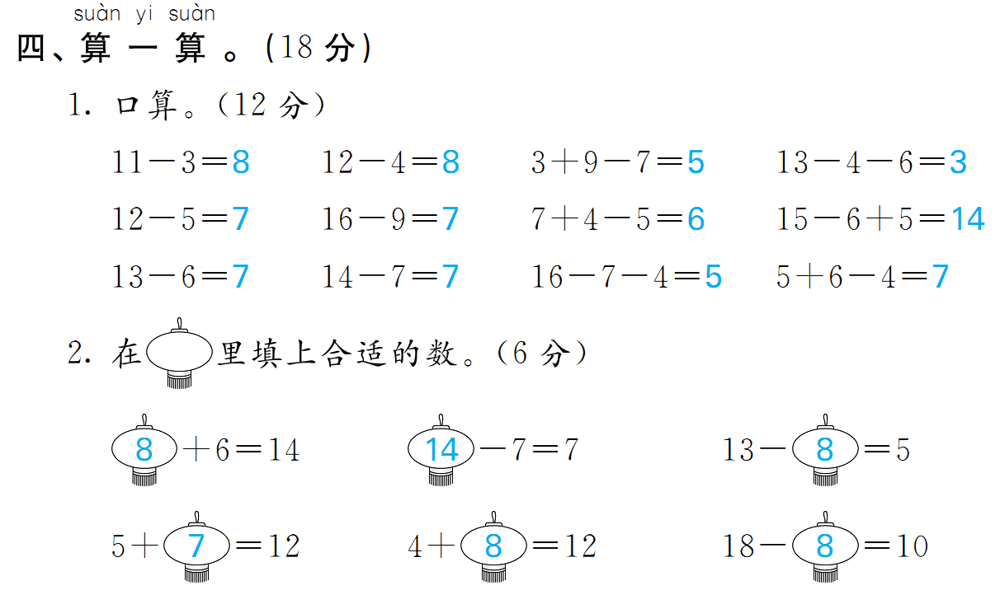 suàn yi suàn
四、算一算。(18 分)
1. 口算。(12 分)
11-3=8 12-4=8 3+9-7=5 13-4-6=3
12-5=7 16-9=7 7+4-5=6 15-6+5=14
13-6=7 14-7=7 16-7-4=5 5+6-4=7
2. 在 里填上合适的数。(6 分)
8+6=14 14-7=7 13-8=5
5+7=12 4+8=12 18-8=10